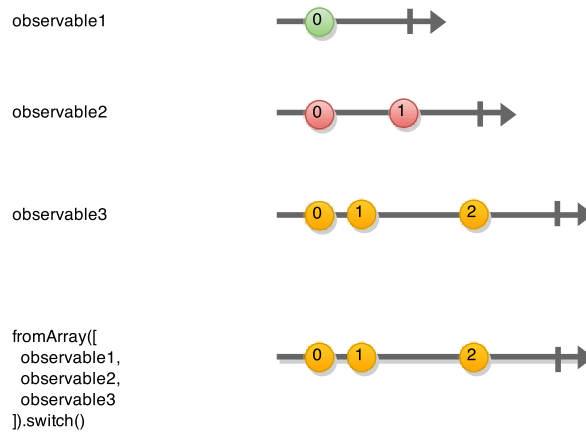 observable1
0
observable2
0 1
observable3
0 1 2
fromArray([
observable1,
observable2,
observable3
]).switch()
0 1 2